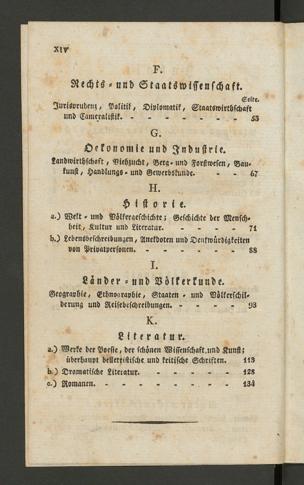 XIV
F.
Rechts- und Staatswissenschaft.
Seite.
Jurisprudenz, Politik, Diplomatik, Staatswirthschaft
und Cameralistik. - - - - - - - 53
G.
Oekonomie und Industrie.
Landwirthschaft, Viehzucht, Berg- und Forstwesen, Bau-
kunst, Handlungs- und Gewerbskunde. - - - 67
H.
Historie.
a.) Welt- und Völkergeschichte; Geschichte der Mensch-
heit, Kultur und Literatur. - - - - - 71
b.) Lebensbeschreibungen, Anekdoten und Denkwürdigkeiten
von Privatpersonen. - - - - - - 88
I.
Länder- und Völkerkunde.
Geographie, Ethnographie, Staaten- und Völkerschil-
derung und Reisebeschreibungen. - - - - 93
K.
Literatur.
a.) Werke der Poesie, der schönen Wissenschaft und Kunst;
überhaupt belletristische und kritische Schriften. - 113
b.) Dramatische Literatur. - - - - - 128
c.) Romanen. - - - - - - - 134